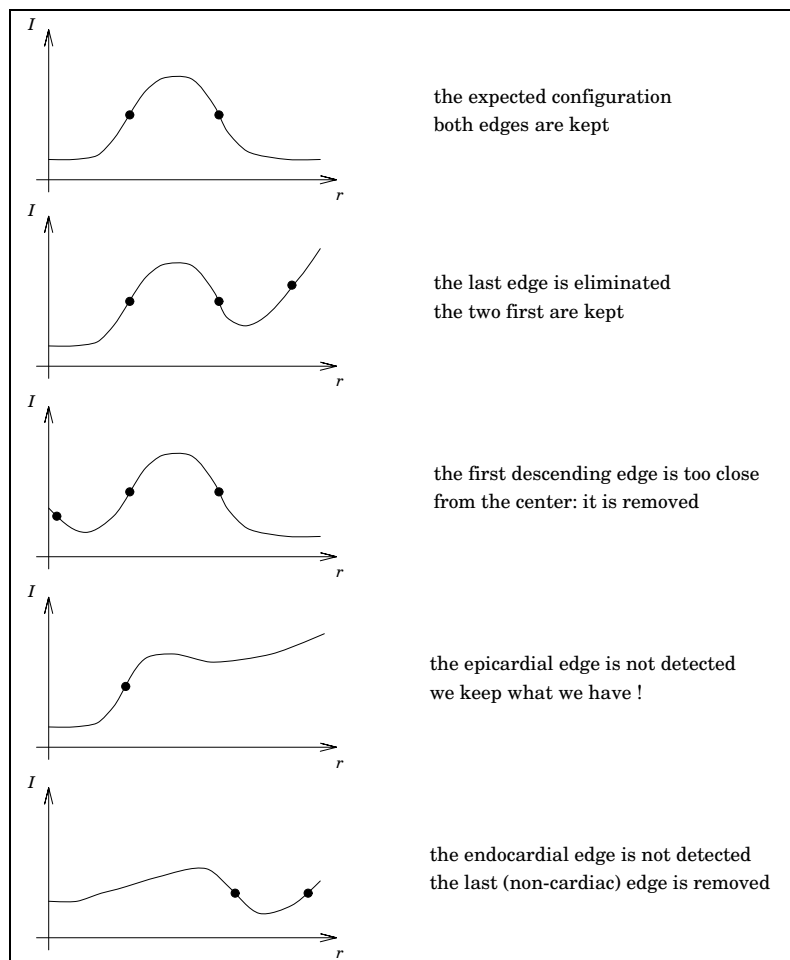 I
the expected configuration
both edges are kept
r
I
the last edge is eliminated
the two first are kept
r
I
the first descending edge is too close
from the center: it is removed
r
I
the epicardial edge is not detected
we keep what we have !
r
I
the endocardial edge is not detected
the last (non-cardiac) edge is removed
r